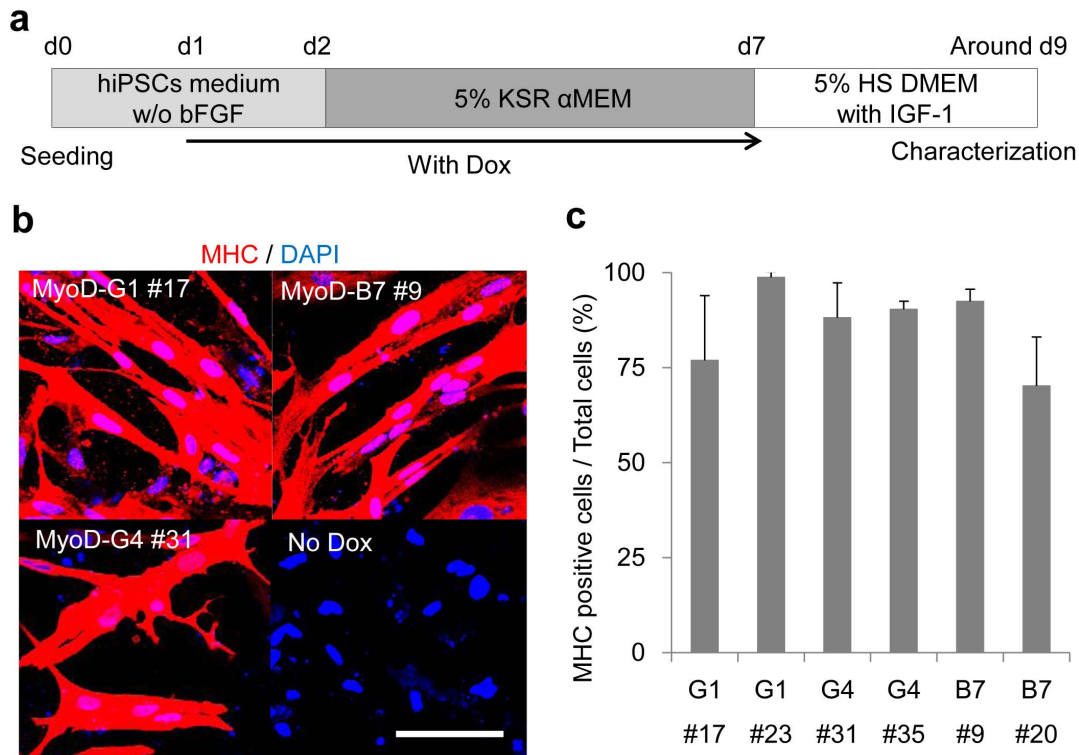 a
d0 d1 d2 d7 Around d9
hiPSCs medium
w/o bFGF
5% KSR αMEM
5% HS DMEM
with IGF-1
Seeding
With Dox
Characterization
b
MHC / DAPI
MyoD-G1 #17
MyoD-B7 #9
MyoD-G4 #31
No Dox
c
MHC positive cells / Total cells (%)
100
75
50
25
0
G1 G1 G4 G4 B7 B7
#17 #23 #31 #35 #9 #20